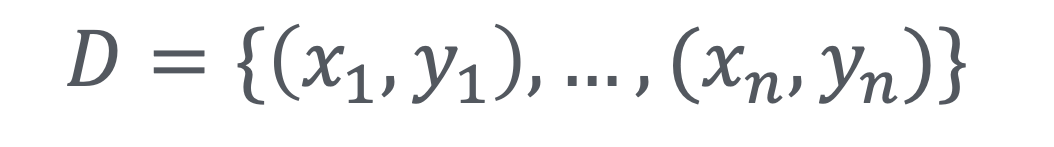 D = {(x₁, y₁), … , (xₙ, yₙ)}